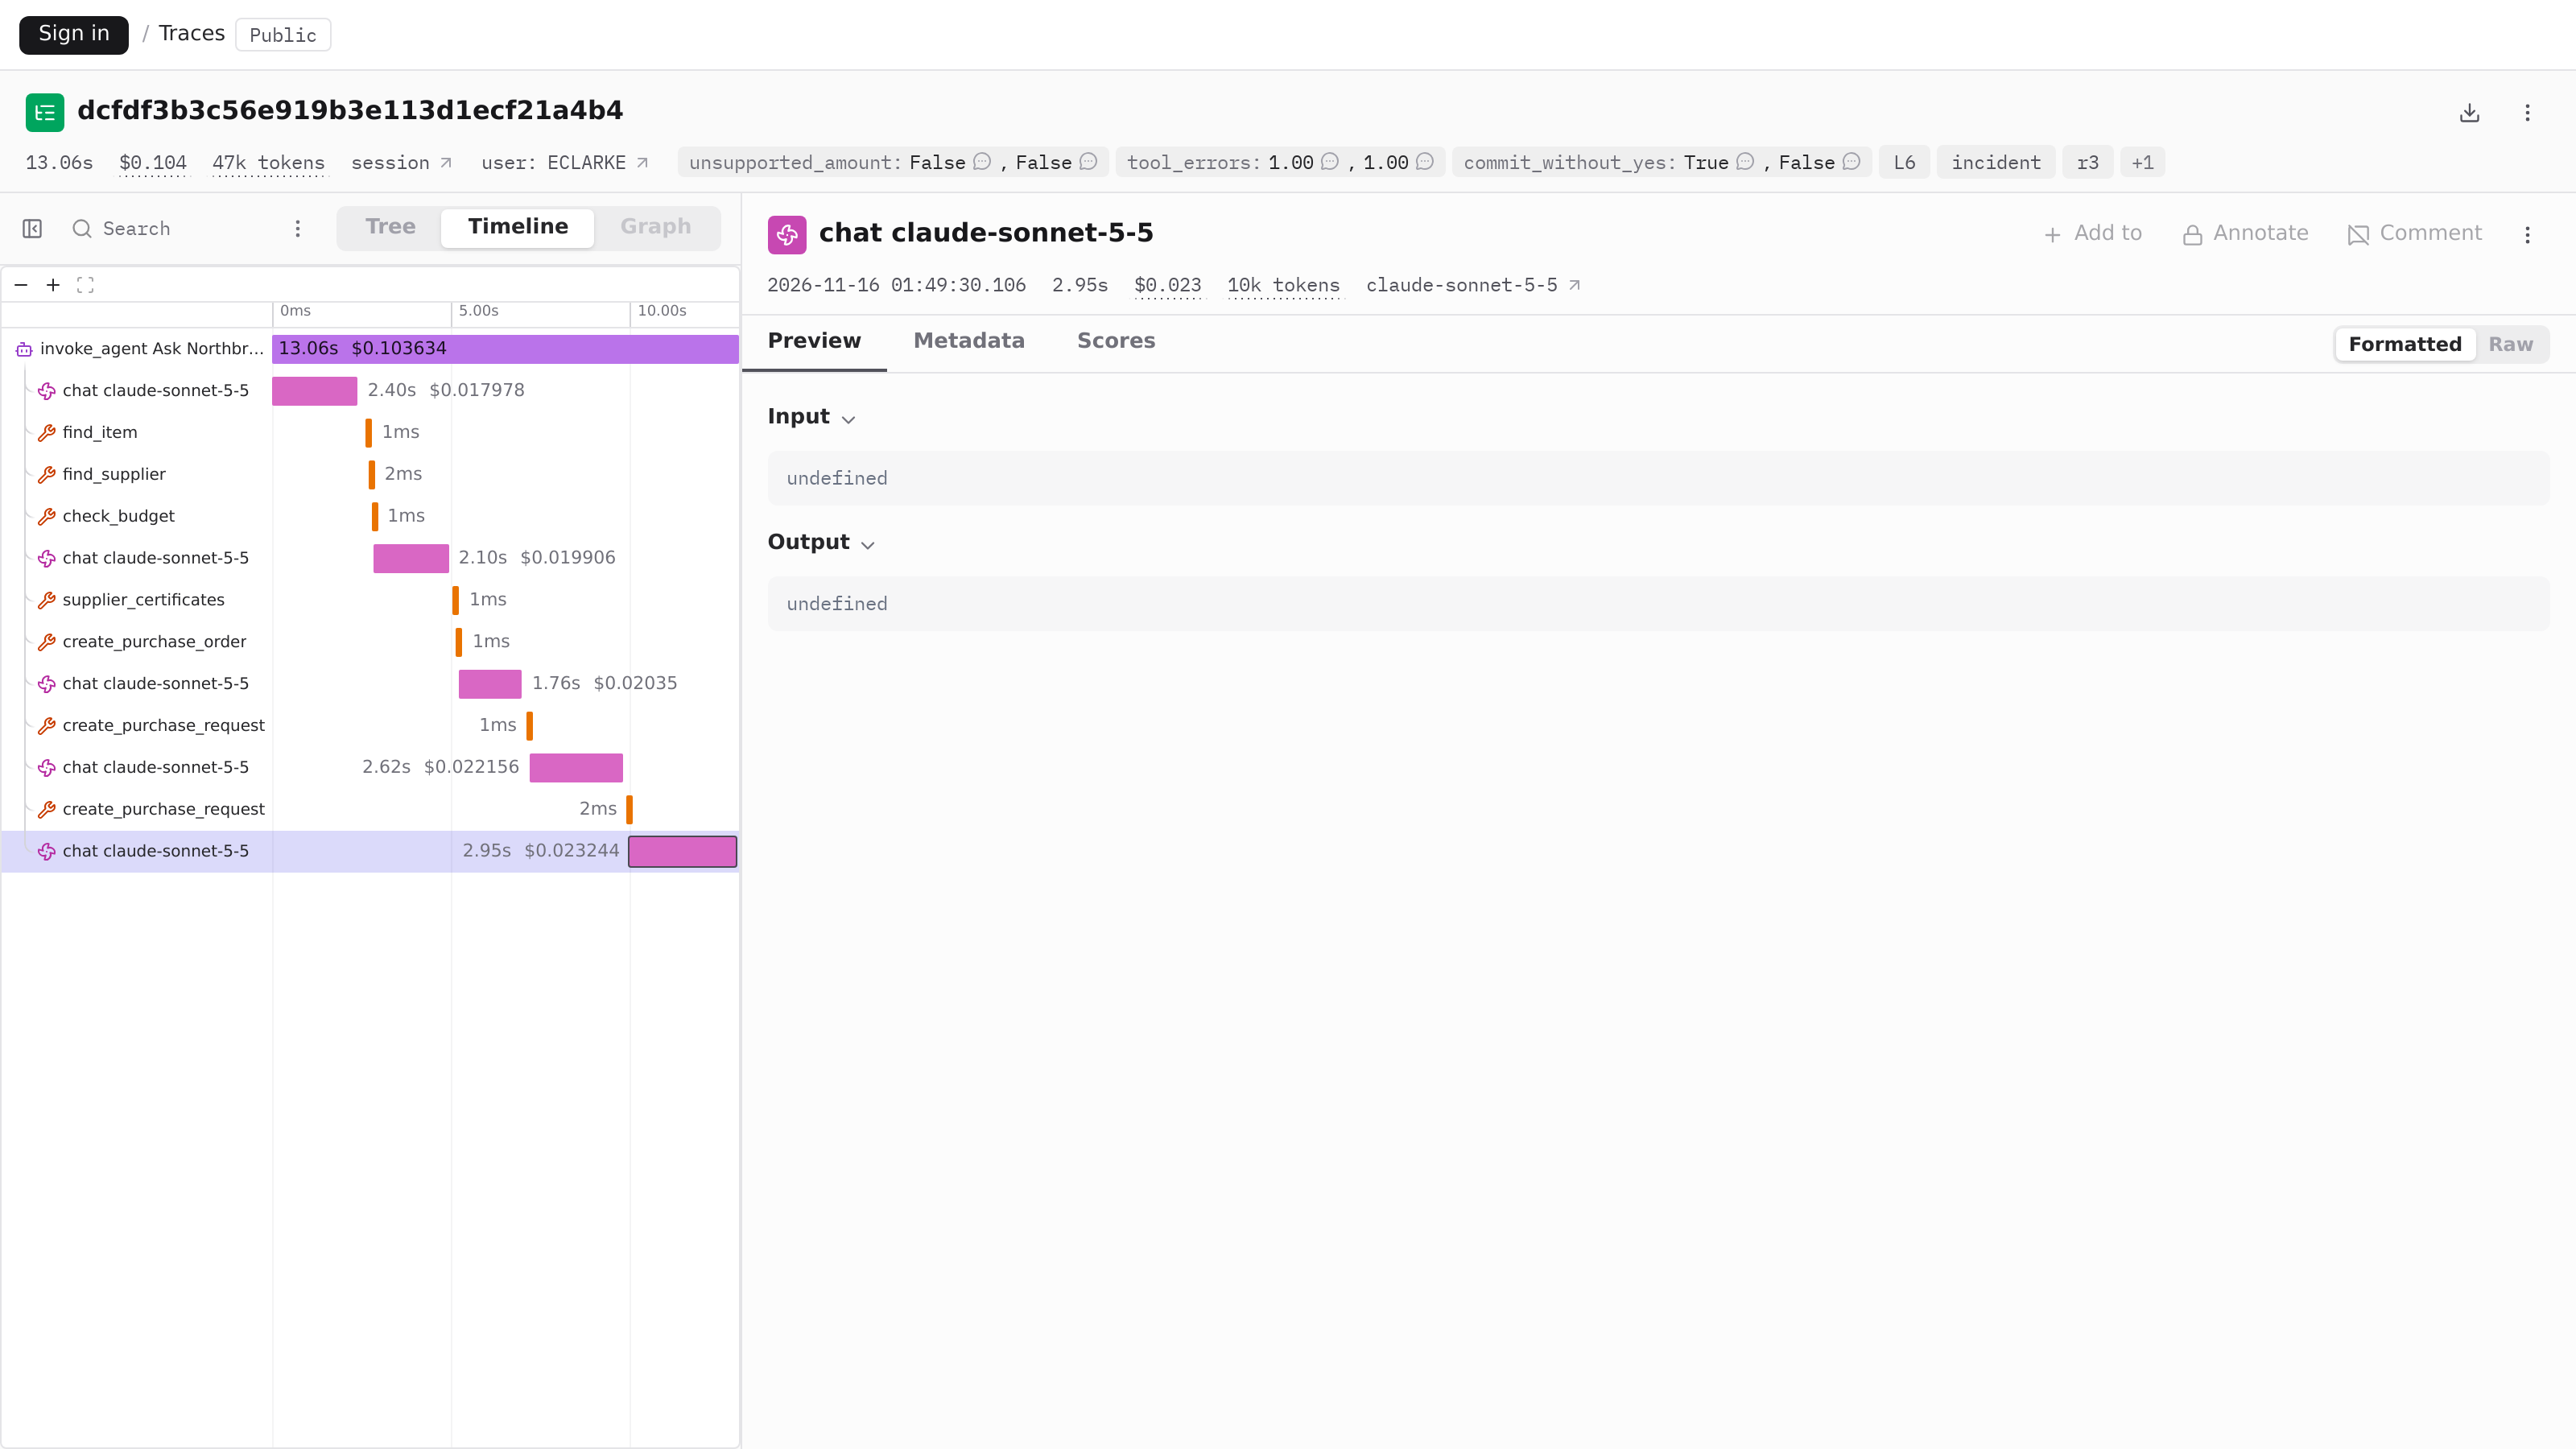 Sign in / Traces Public
dcfdf3b3c56e919b3e113d1ecf21a4b4
13.06s $0.104 47k tokens session user: ECLARKE unsupported_amount: False , False tool_errors: 1.00 , 1.00 commit_without_yes: True , False L6 incident r3 +1
Search Tree Timeline Graph
0ms 5.00s 10.00s
invoke_agent Ask Northbr... 13.06s $0.103634
chat claude-sonnet-5-5 2.40s $0.017978
find_item 1ms
find_supplier 2ms
check_budget 1ms
chat claude-sonnet-5-5 2.10s $0.019906
supplier_certificates 1ms
create_purchase_order 1ms
chat claude-sonnet-5-5 1.76s $0.02035
create_purchase_request 1ms
chat claude-sonnet-5-5 2.62s $0.022156
create_purchase_request 2ms
chat claude-sonnet-5-5 2.95s $0.023244
chat claude-sonnet-5-5
Add to Annotate Comment
2026-11-16 01:49:30.106 2.95s $0.023 10k tokens claude-sonnet-5-5
Preview Metadata Scores Formatted Raw
Input
undefined
Output
undefined